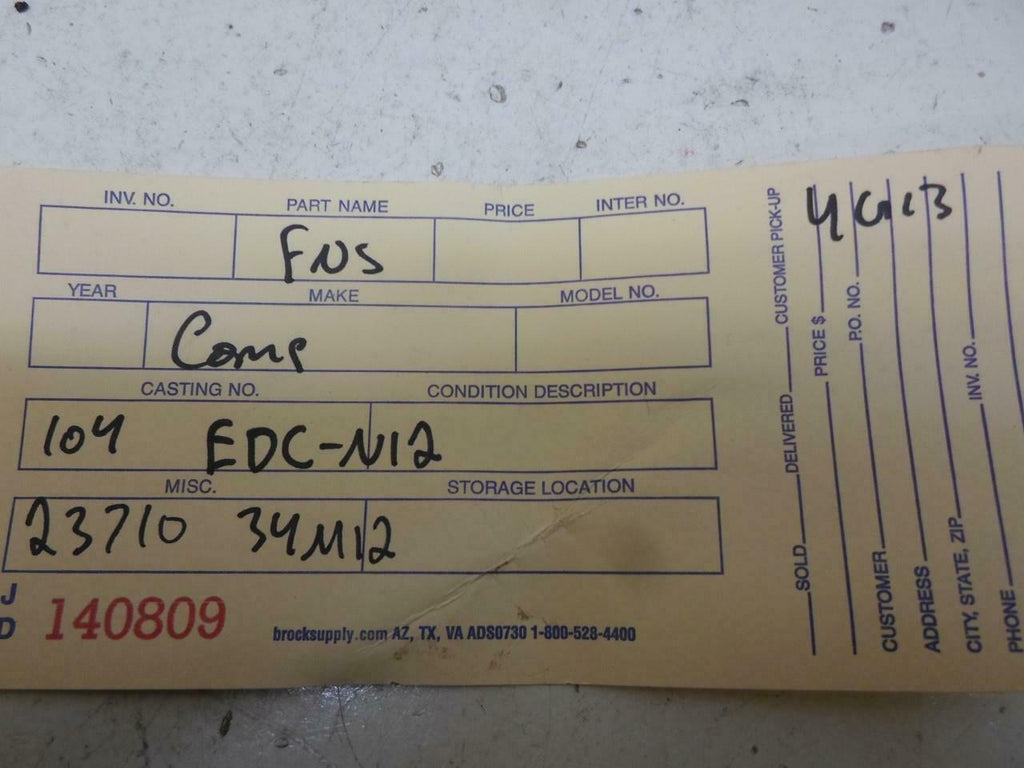 INV. NO. PART NAME PRICE INTER NO.
FNS
YEAR MAKE MODEL NO.
Comp
CASTING NO. CONDITION DESCRIPTION
104 EDC-N12
MISC. STORAGE LOCATION
23710 34M12
J
D
140809
brocksupply.com AZ, TX, VA ADS0730 1-800-528-4400
SOLD DELIVERED CUSTOMER PICK-UP
PRICE $
P.O. NO.
CUSTOMER
ADDRESS
CITY, STATE, ZIP INV. NO.
PHONE